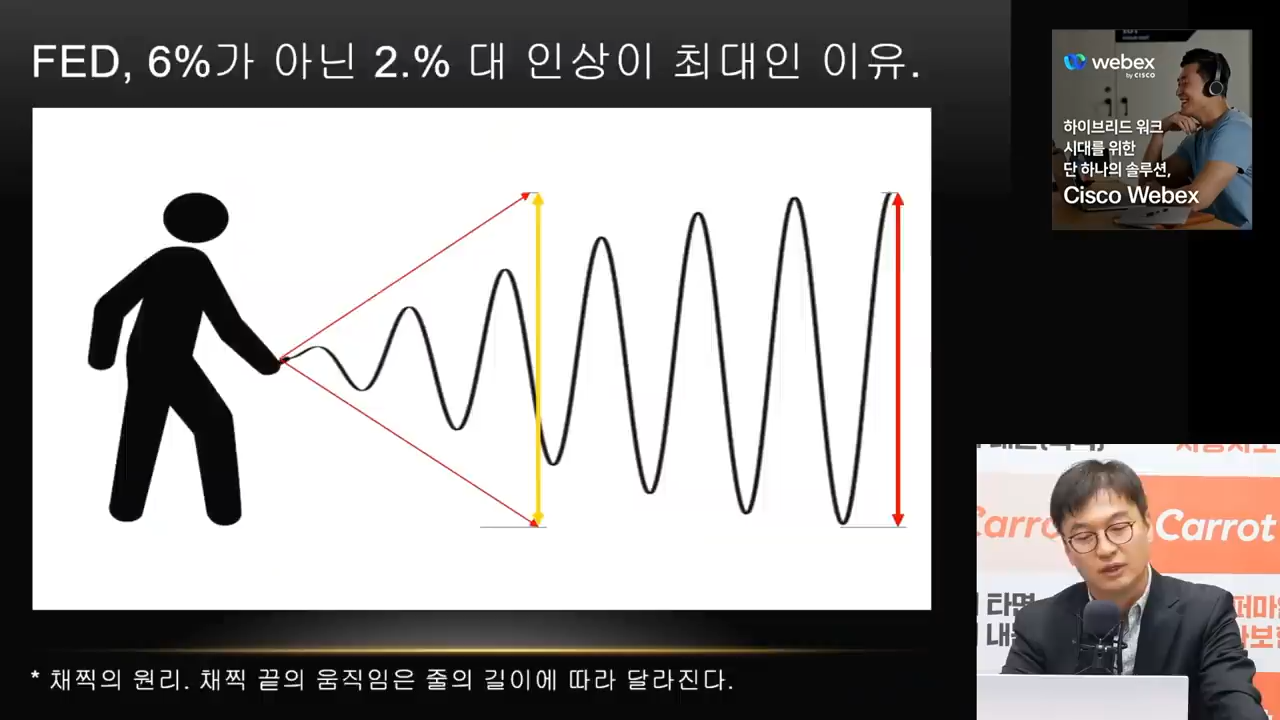 FED, 6%가 아닌 2.% 대 인상이 최대인 이유.
webex
by CISCO
하이브리드 워크
시대를 위한
단 하나의 솔루션,
Cisco Webex
Carrot
타면
* 채찍의 원리. 채찍 끝의 움직임은 줄의 길이에 따라 달라진다.